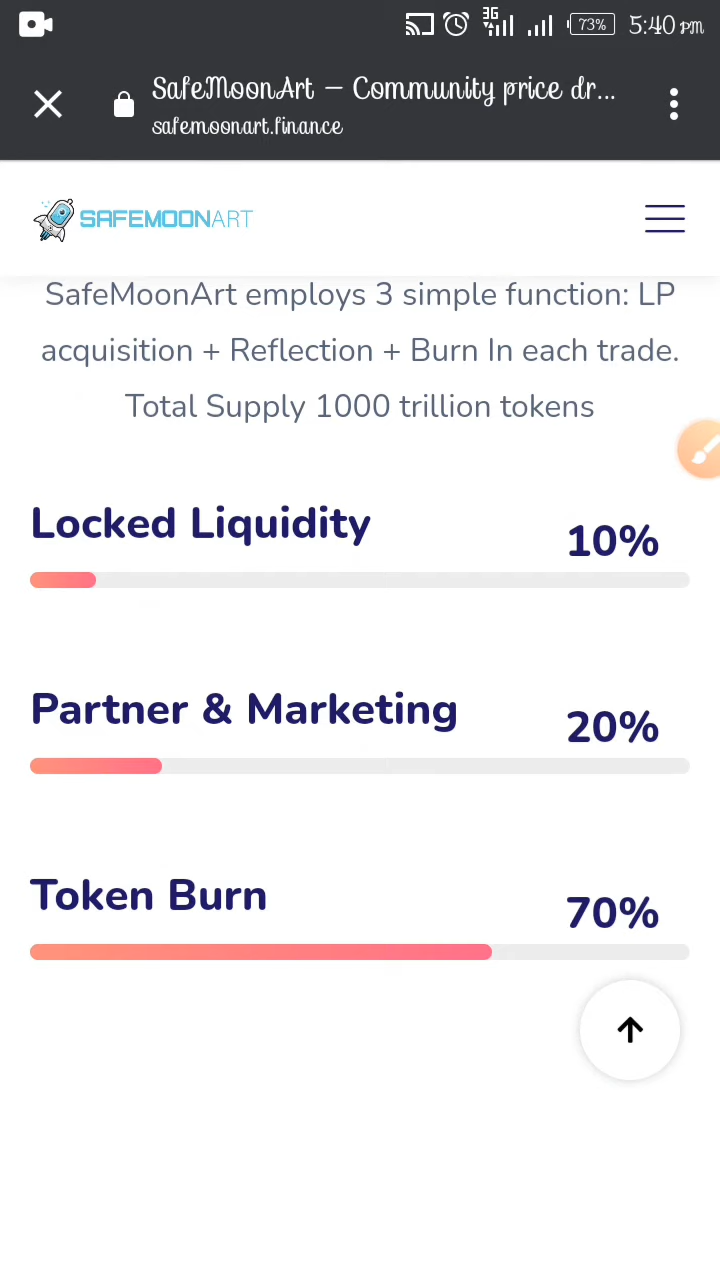 3G
73%
5:40 pm
SafeMoonArt – Community price dr...
safemoonart.finance
SAFEMOONART
SafeMoonArt employs 3 simple function: LP
acquisition + Reflection + Burn In each trade.
Total Supply 1000 trillion tokens
Locked Liquidity
10%
Partner & Marketing
20%
Token Burn
70%